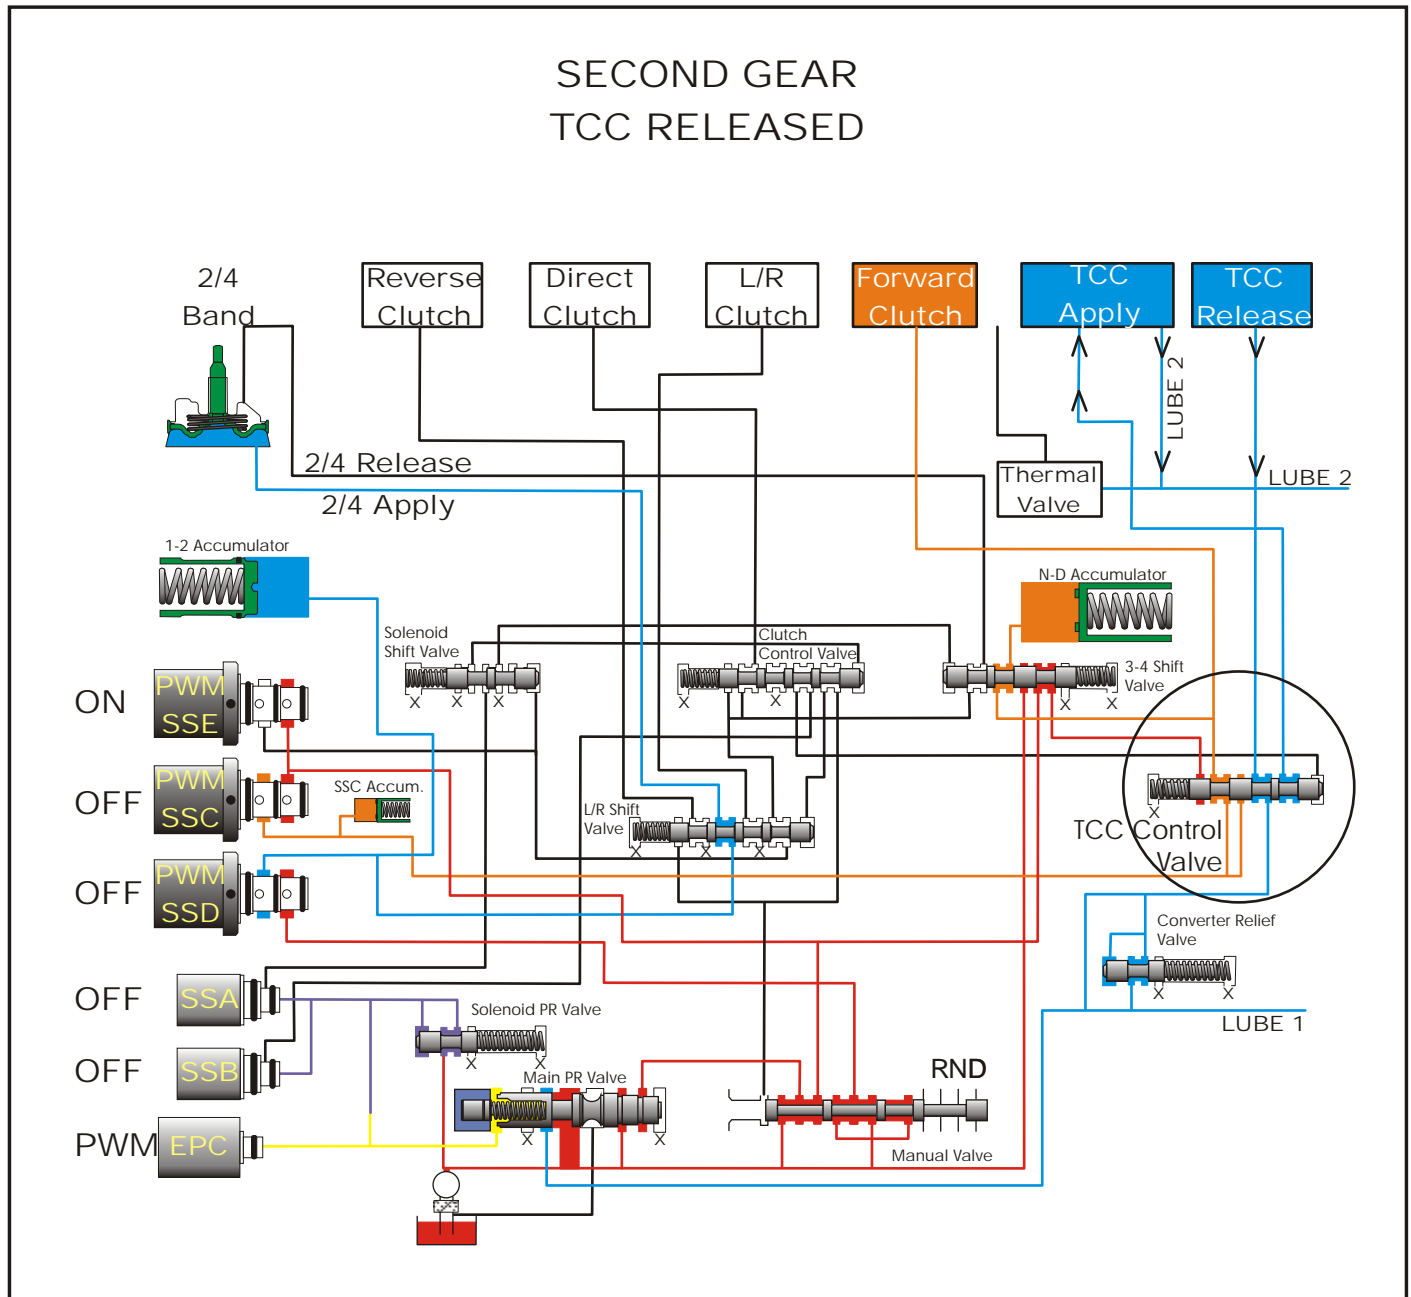 SECOND GEAR
TCC RELEASED
2/4
Band
Reverse
Clutch
Direct
Clutch
L/R
Clutch
Forward
Clutch
TCC
Apply
TCC
Release
LUBE 2
2/4 Release
2/4 Apply
Thermal
Valve
LUBE 2
1-2 Accumulator
N-D Accumulator
Solenoid
Shift Valve
Clutch
Control Valve
3-4 Shift
Valve
X
X
X
X
X
X
X
ON
PWM
SSE
OFF
PWM
SSC
SSC Accum.
L/R Shift
Valve
X
X
X
X
TCC Control
Valve
OFF
PWM
SSD
Converter Relief
Valve
X
X
LUBE 1
OFF
SSA
Solenoid PR Valve
X
X
OFF
SSB
Main PR Valve
X
X
RND
Manual Valve
PWM
EPC